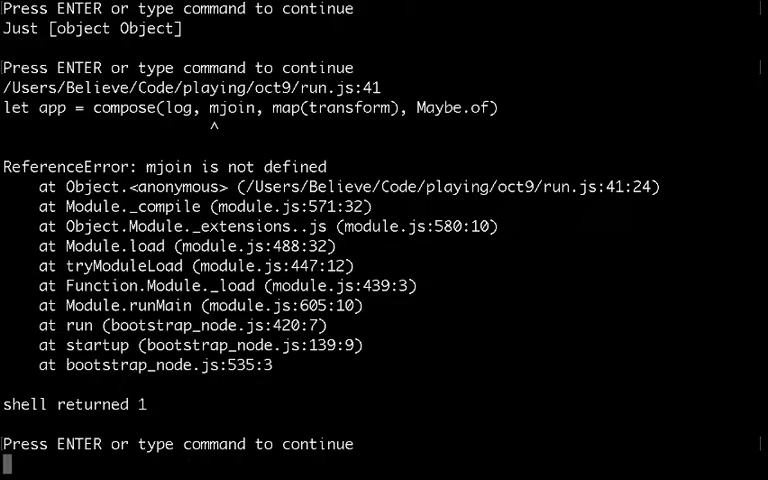 Press ENTER or type command to continue
Just [object Object]
Press ENTER or type command to continue
/Users/Believe/Code/playing/oct9/run.js:41
let app = compose(log, mjoin, map(transform), Maybe.of)
^
ReferenceError: mjoin is not defined
at Object.<anonymous> (/Users/Believe/Code/playing/oct9/run.js:41:24)
at Module._compile (module.js:571:32)
at Object.Module._extensions..js (module.js:580:10)
at Module.load (module.js:488:32)
at tryModuleLoad (module.js:447:12)
at Function.Module._load (module.js:439:3)
at Module.runMain (module.js:605:10)
at run (bootstrap_node.js:420:7)
at startup (bootstrap_node.js:139:9)
at bootstrap_node.js:535:3
shell returned 1
Press ENTER or type command to continue